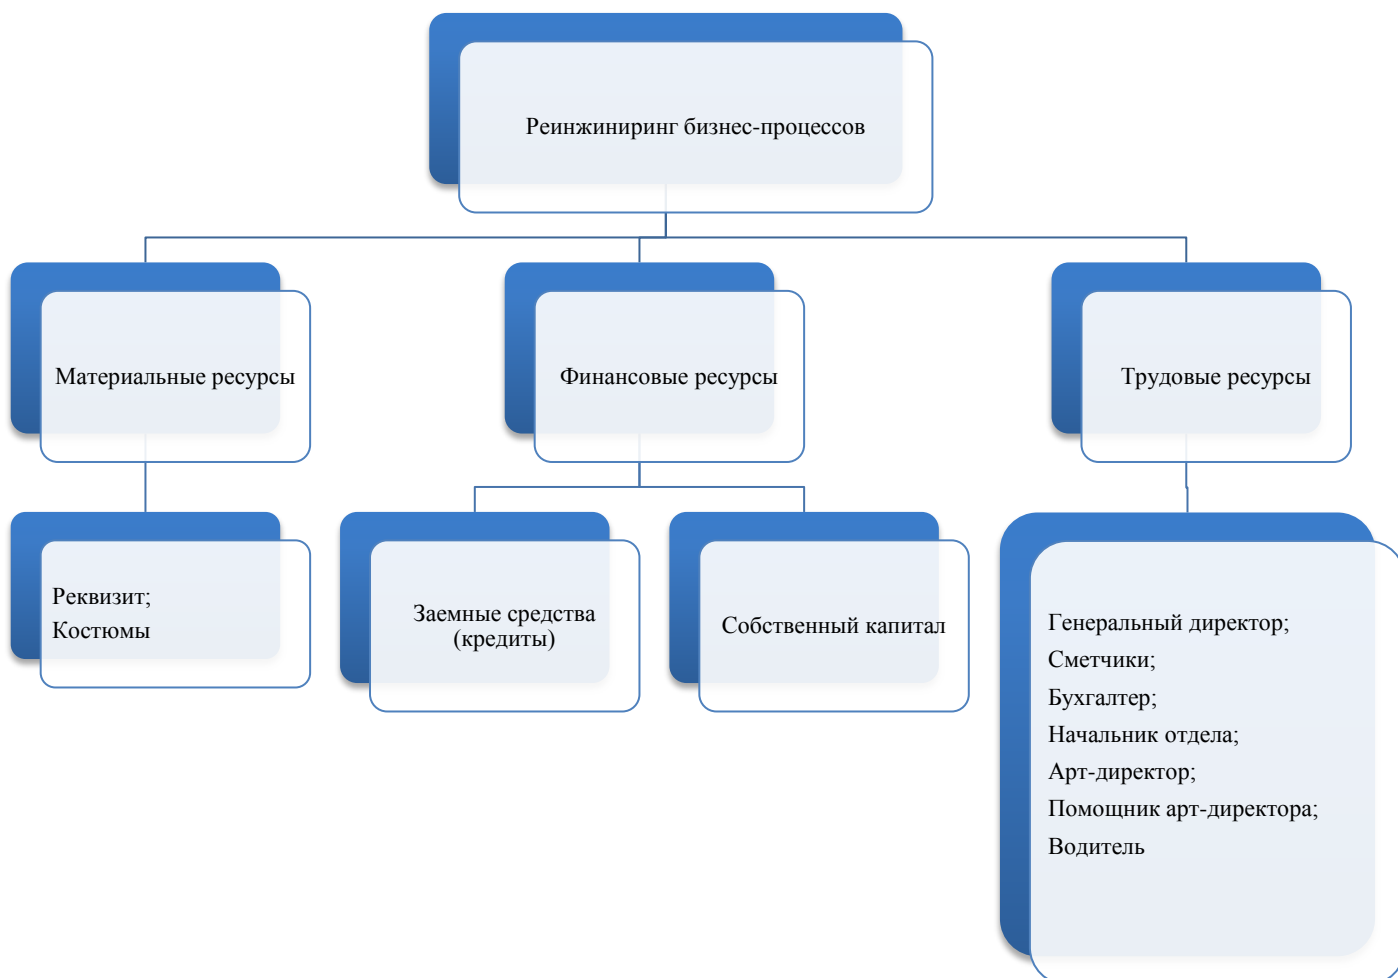 Реинжиниринг бизнес-процессов
Материальные ресурсы
Финансовые ресурсы
Трудовые ресурсы
Реквизит;
Костюмы
Заемные средства
(кредиты)
Собственный капитал
Генеральный директор;
Сметчики;
Бухгалтер;
Начальник отдела;
Арт-директор;
Помощник арт-директора;
Водитель